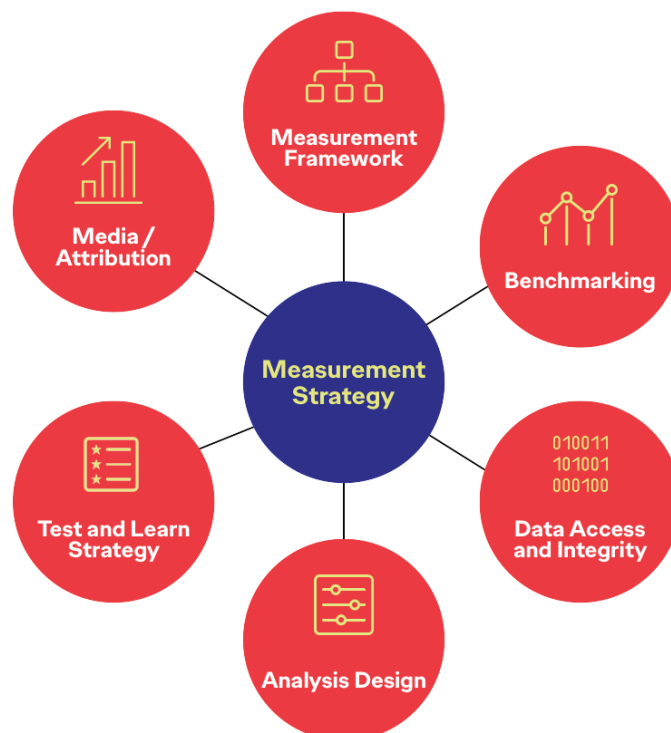 Measurement
Framework
Media /
Attribution
Benchmarking
Measurement
Strategy
010011
101001
000100
Test and Learn
Strategy
Data Access
and Integrity
Analysis Design